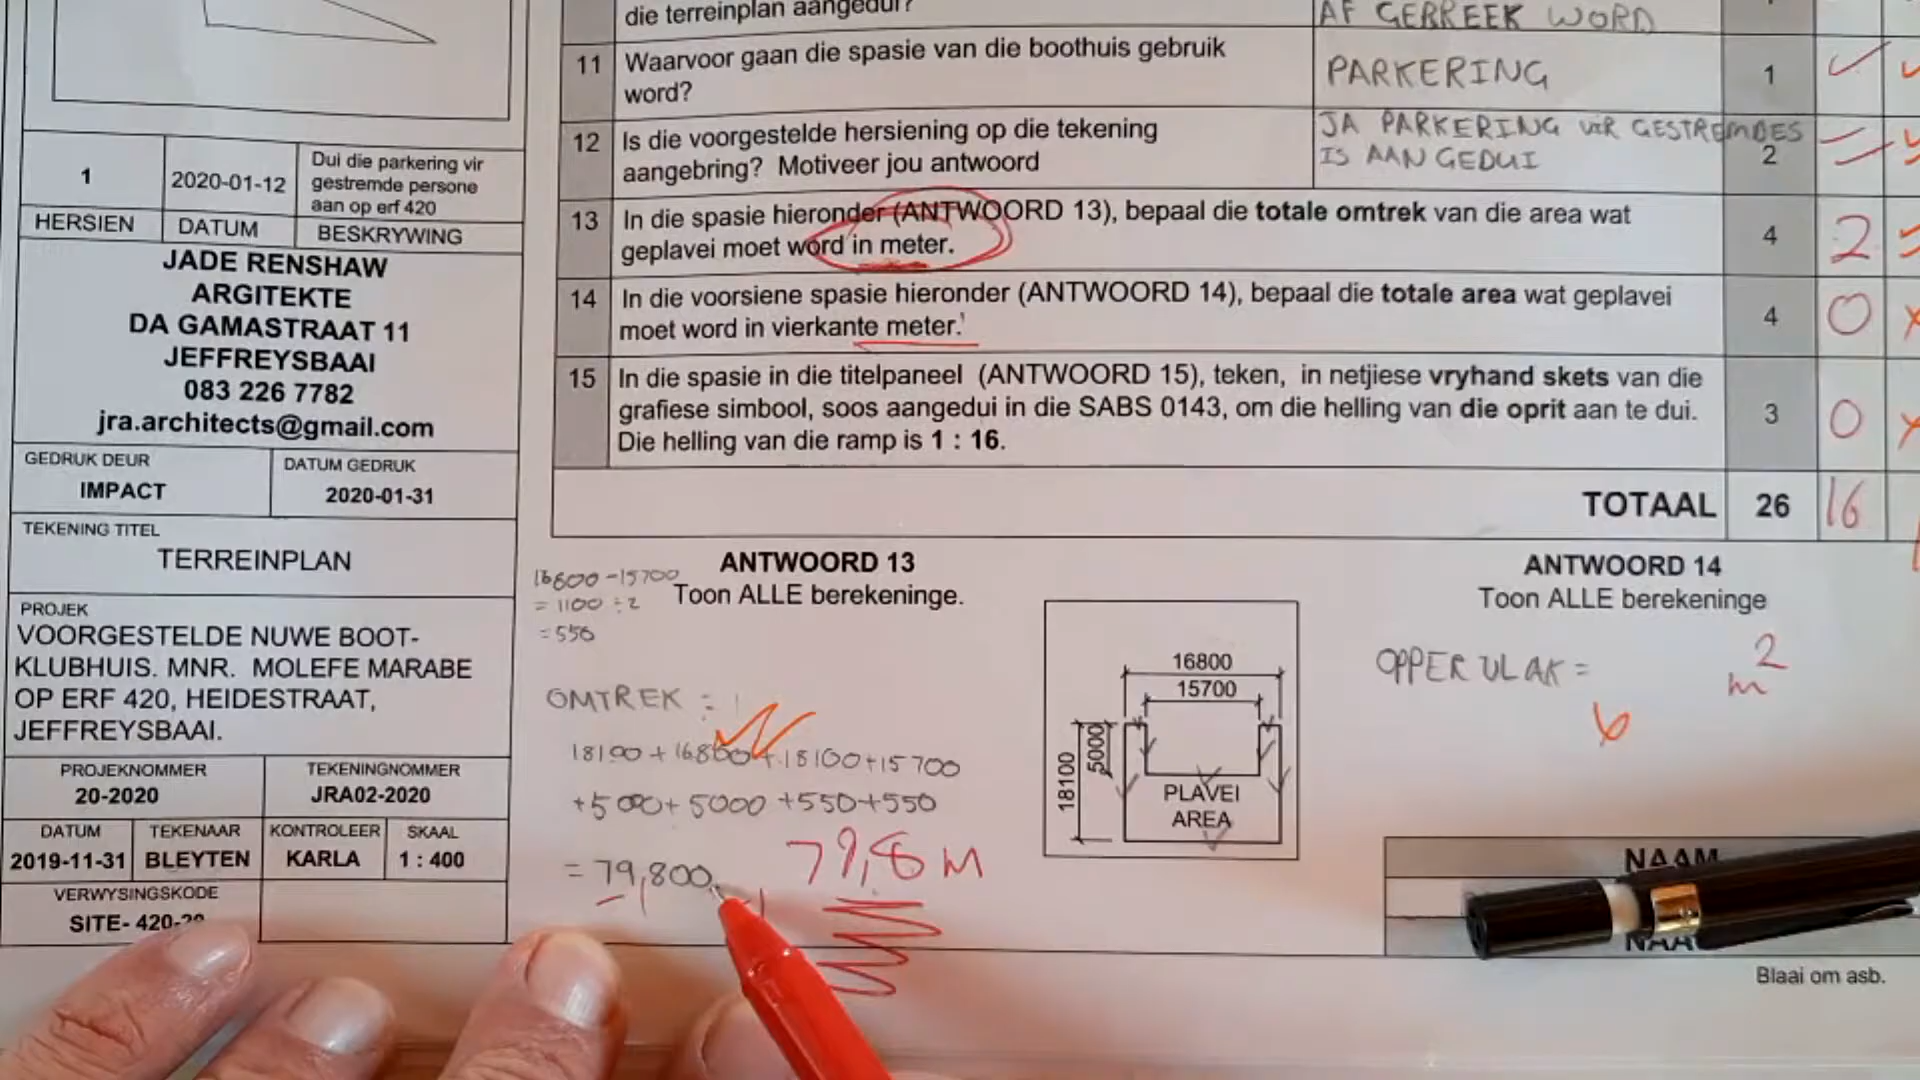 die terreinplan aangedui?
AF GEBREEK WORD
11 Waarvoor gaan die spasie van die boothuis gebruik
word?
PARKERING
1
12 Is die voorgestelde hersiening op die tekening
aangebring? Motiveer jou antwoord
JA PARKERING VIR GESTREMDES
IS AANGEDUI
2
13 In die spasie hieronder (ANTWOORD 13), bepaal die totale omtrek van die area wat
geplavei moet word in meter.
4 2
14 In die voorsiene spasie hieronder (ANTWOORD 14), bepaal die totale area wat geplavei
moet word in vierkante meter.
4 0
15 In die spasie in die titelpaneel (ANTWOORD 15), teken, in netjiese vryhand skets van die
grafiese simbool, soos aangedui in die SABS 0143, om die helling van die oprit aan te dui.
Die helling van die ramp is 1 : 16.
3 0
TOTAAL 26 16
1 2020-01-12 Dui die parkering vir
gestremde persone
aan op erf 420
HERSIEN DATUM BESKRYWING
JADE RENSHAW
ARGITEKTE
DA GAMASTRAAT 11
JEFFREYSBAAI
083 226 7782
jra.architects@gmail.com
GEDRUK DEUR DATUM GEDRUK
IMPACT 2020-01-31
TEKENING TITEL
TERREINPLAN
PROJEK
VOORGESTELDE NUWE BOOT-
KLUBHUIS. MNR. MOLEFE MARABE
OP ERF 420, HEIDESTRAAT,
JEFFREYSBAAI.
PROJEKNOMMER TEKENINGNOMMER
20-2020 JRA02-2020
DATUM TEKENAAR KONTROLEER SKAAL
2019-11-31 BLEYTEN KARLA 1 : 400
VERWYSINGSKODE
SITE- 420-20
ANTWOORD 13
Toon ALLE berekeninge.
16800-15700
= 1100 ÷ 2
= 550
OMTREK :
18100 + 16800 + 18100 + 15700
+ 5000 + 5000 + 550 + 550
= 79,800
79,8 M
16800
15700
5000
18100
PLAVEI
AREA
ANTWOORD 14
Toon ALLE berekeninge
OPPERVLAK = m2
NAAM
Blaai om asb.